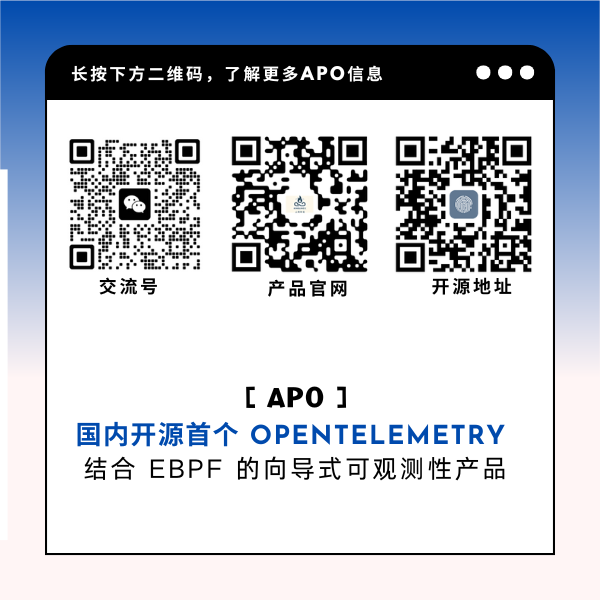 长按下方二维码，了解更多APO信息
交流号
产品官网
开源地址
[ APO ]
国内开源首个 OPENTELEMETRY
结合 EBPF 的向导式可观测性产品